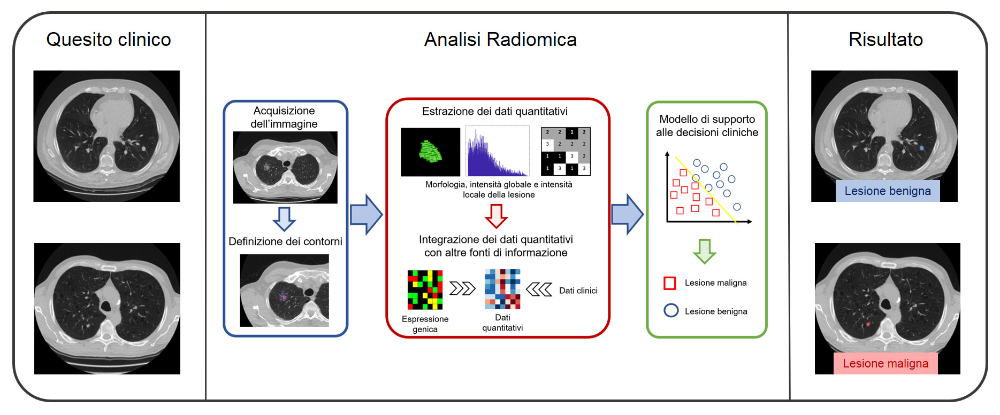 Quesito clinico
Analisi Radiomica
Risultato
Acquisizione
dell'immagine
Definizione dei contorni
Estrazione dei dati quantitativi
2 2 1 2
3 2 2 2
1 1 3 2
1 3 1 3
Morfologia, intensità globale e intensità
locale della lesione
Integrazione dei dati quantitativi
con altre fonti di informazione
Espressione
genica
Dati
quantitativi
Dati clinici
Modello di supporto
alle decisioni cliniche
Lesione maligna
Lesione benigna
Lesione benigna
Lesione maligna